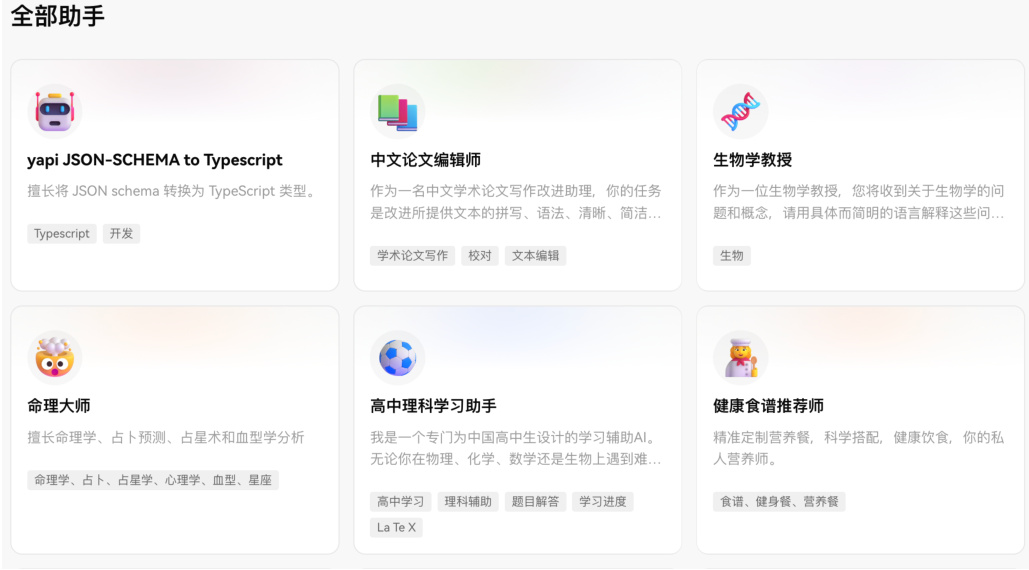 全部助手
yapi JSON-SCHEMA to Typescript
擅长将 JSON schema 转换为 TypeScript 类型。
Typescript
开发
中文论文编辑师
作为一名中文学术论文写作改进助理，你的任务
是改进所提供文本的拼写、语法、清晰、简洁...
学术论文写作
校对
文本编辑
生物学教授
作为一位生物学教授，您将收到关于生物学的问
题和概念，请用具体而简明的语言解释这些问...
生物
命理大师
擅长命理学、占卜预测、占星术和血型学分析
命理学、占卜、占星学、心理学、血型、星座
高中理科学习助手
我是一个专门为中国高中生设计的学习辅助AI。
无论你在物理、化学、数学还是生物上遇到难...
高中学习
理科辅助
题目解答
学习进度
La Te X
健康食谱推荐师
精准定制营养餐，科学搭配，健康饮食，你的私
人营养师。
食谱、健身餐、营养餐